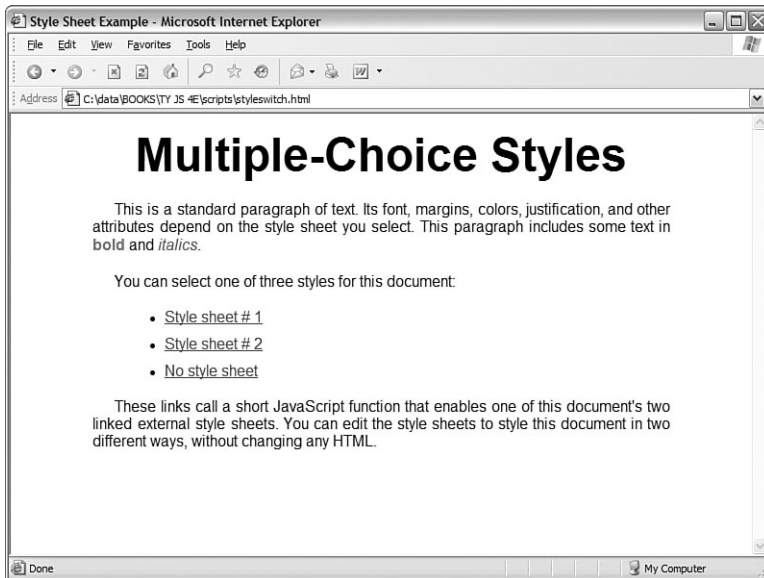 Style Sheet Example - Microsoft Internet Explorer
File Edit View Favorites Tools Help
Address C:\data\BOOKS\TY JS 4E\scripts\styleswitch.html
Multiple-Choice Styles
This is a standard paragraph of text. Its font, margins, colors, justification, and other
attributes depend on the style sheet you select. This paragraph includes some text in
bold and italics.
You can select one of three styles for this document:
• Style sheet # 1
• Style sheet # 2
• No style sheet
These links call a short JavaScript function that enables one of this document's two
linked external style sheets. You can edit the style sheets to style this document in two
different ways, without changing any HTML.
Done My Computer